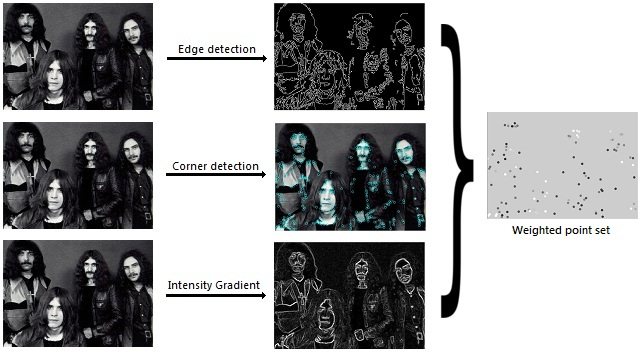 Edge detection
Corner detection
Intensity Gradient
Weighted point set